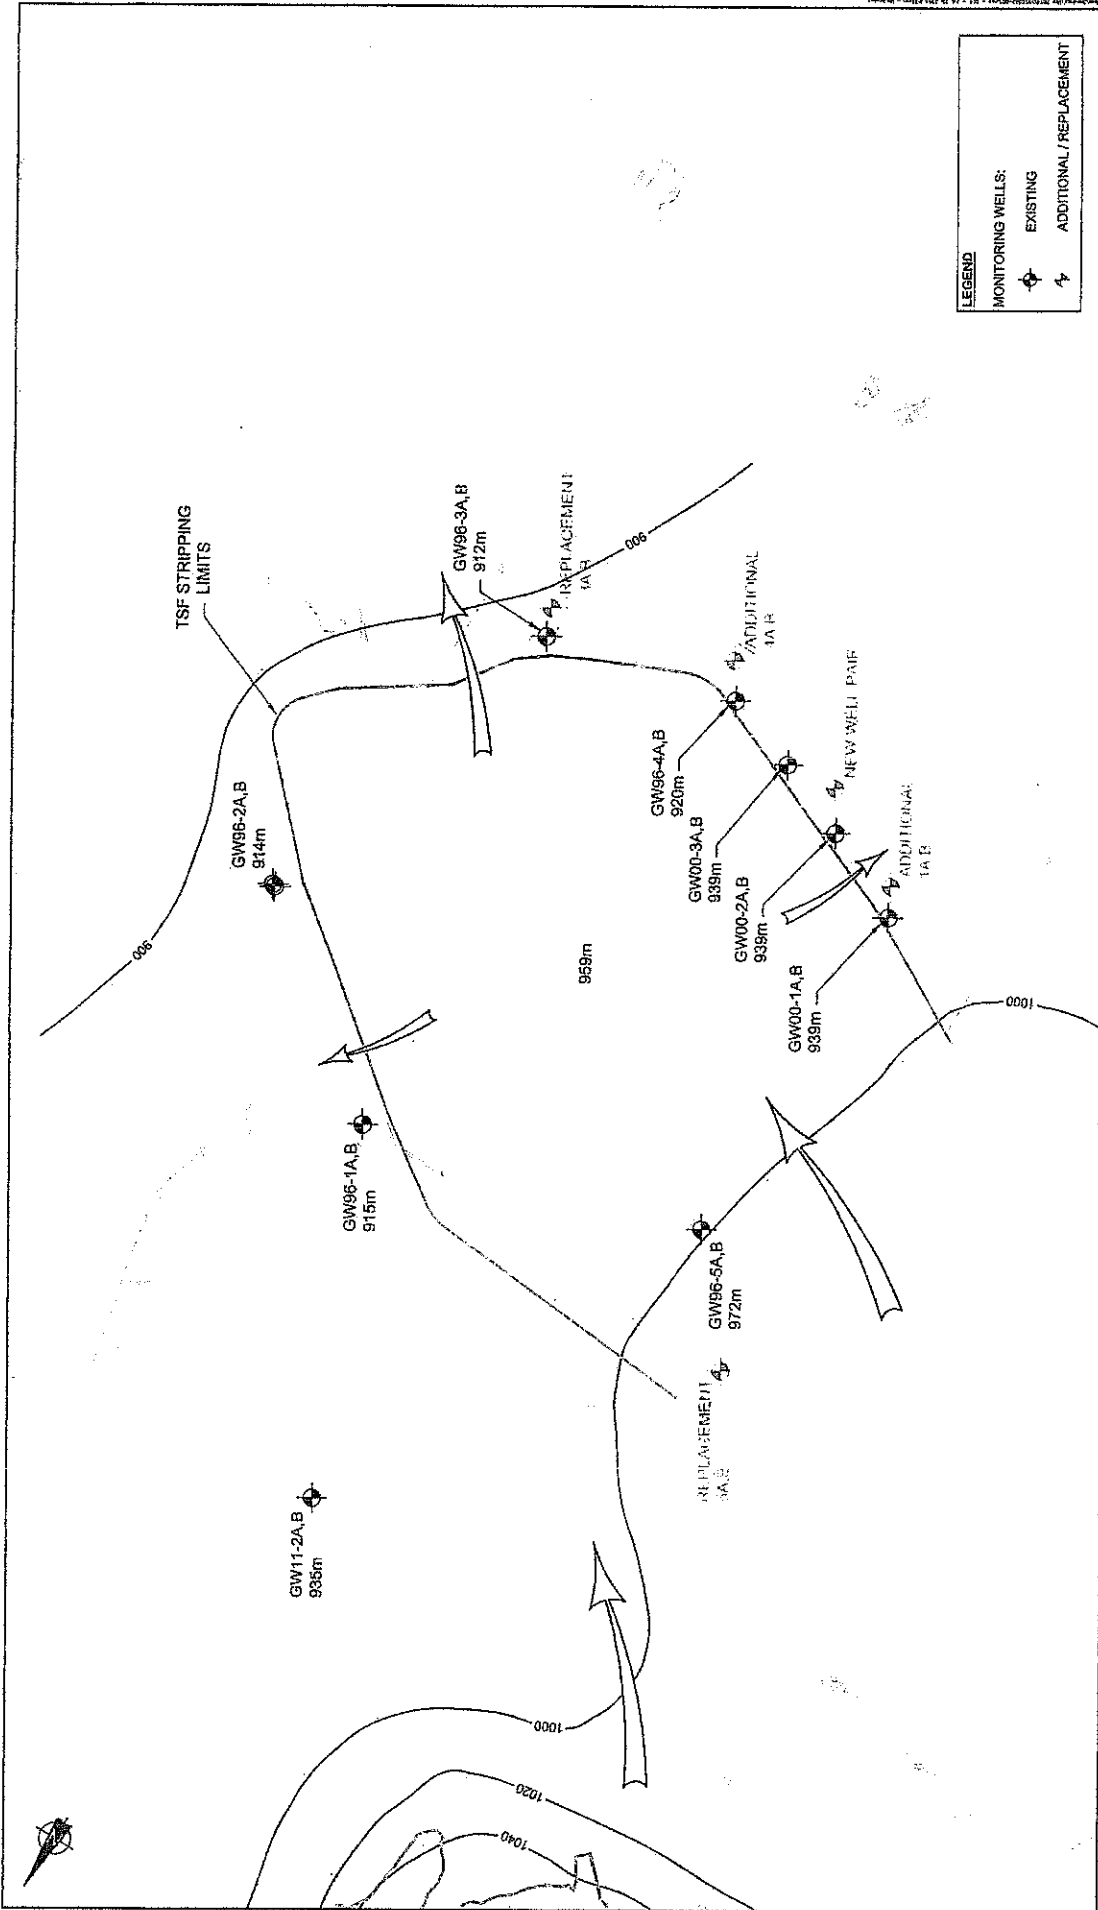 TSF STRIPPING
LIMITS
GW96-2A,B
914m
900
GW96-3A,B
912m
REPLACEMENT
900
GW96-1A,B
915m
959m
GW96-4A,B
920m
ADDITIONAL
GW00-3A,B
939m
NEW WELL PAIR
GW00-2A,B
939m
ADDITIONAL
1A,B
GW00-1A,B
939m
1000
GW96-5A,B
972m
REPLACEMENT
GW11-2A,B
935m
1000
1020
1040
LEGEND
MONITORING WELLS:
EXISTING
ADDITIONAL / REPLACEMENT